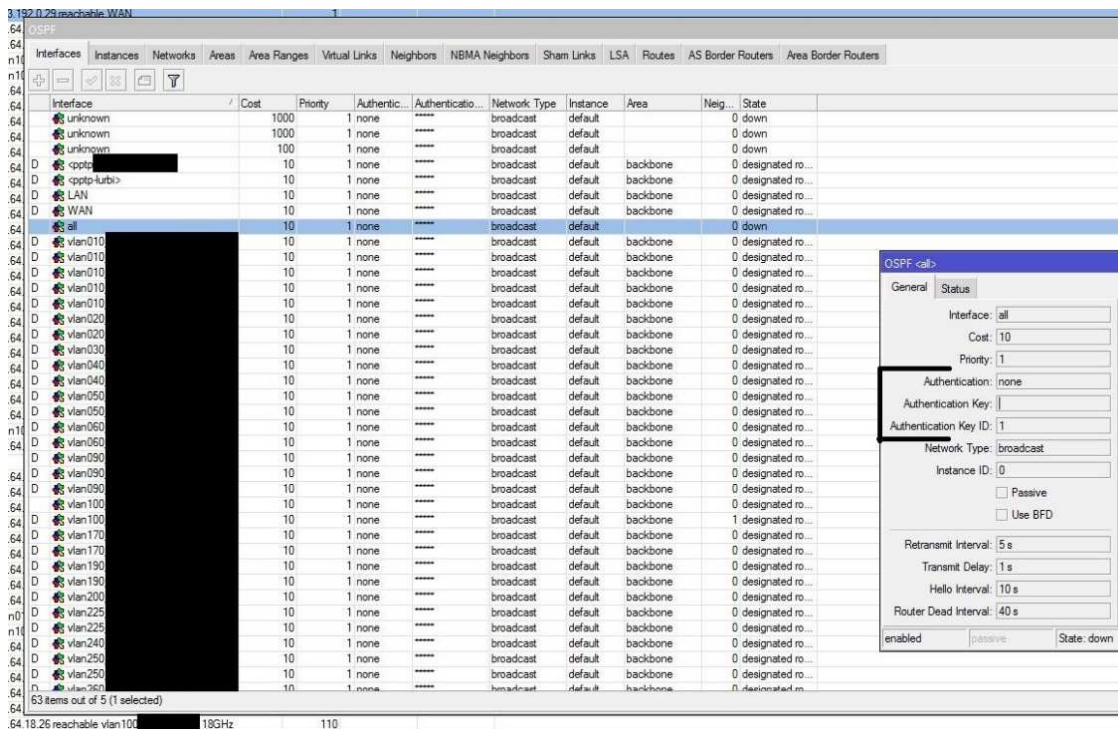 3.192.0.29 reachable WAN 1
OSPF
Interfaces Instances Networks Areas Area Ranges Virtual Links Neighbors NBMA Neighbors Sham Links LSA Routes AS Border Routers Area Border Routers
Interface / Cost Priority Authentic... Authenticatio... Network Type Instance Area Neig... State
unknown 1000 1 none ***** broadcast default 0 down
unknown 1000 1 none ***** broadcast default 0 down
unknown 100 1 none ***** broadcast default 0 down
D <pptp 10 1 none ***** broadcast default backbone 0 designated ro...
D <pptp-lurbi> 10 1 none ***** broadcast default backbone 0 designated ro...
D LAN 10 1 none ***** broadcast default backbone 0 designated ro...
D WAN 10 1 none ***** broadcast default backbone 0 designated ro...
all 10 1 none ***** broadcast default 0 down
D vlan010 10 1 none ***** broadcast default backbone 0 designated ro...
D vlan010 10 1 none ***** broadcast default backbone 0 designated ro...
D vlan010 10 1 none ***** broadcast default backbone 0 designated ro...
D vlan010 10 1 none ***** broadcast default backbone 0 designated ro...
D vlan010 10 1 none ***** broadcast default backbone 0 designated ro...
D vlan020 10 1 none ***** broadcast default backbone 0 designated ro...
D vlan020 10 1 none ***** broadcast default backbone 0 designated ro...
D vlan030 10 1 none ***** broadcast default backbone 0 designated ro...
D vlan040 10 1 none ***** broadcast default backbone 0 designated ro...
D vlan040 10 1 none ***** broadcast default backbone 0 designated ro...
D vlan050 10 1 none ***** broadcast default backbone 0 designated ro...
D vlan050 10 1 none ***** broadcast default backbone 0 designated ro...
D vlan060 10 1 none ***** broadcast default backbone 0 designated ro...
D vlan060 10 1 none ***** broadcast default backbone 0 designated ro...
D vlan090 10 1 none ***** broadcast default backbone 0 designated ro...
D vlan090 10 1 none ***** broadcast default backbone 0 designated ro...
D vlan090 10 1 none ***** broadcast default backbone 0 designated ro...
vlan100 10 1 none ***** broadcast default backbone 0 designated ro...
D vlan100 10 1 none ***** broadcast default backbone 1 designated ro...
D vlan170 10 1 none ***** broadcast default backbone 0 designated ro...
D vlan170 10 1 none ***** broadcast default backbone 0 designated ro...
D vlan190 10 1 none ***** broadcast default backbone 0 designated ro...
D vlan190 10 1 none ***** broadcast default backbone 0 designated ro...
D vlan200 10 1 none ***** broadcast default backbone 0 designated ro...
D vlan225 10 1 none ***** broadcast default backbone 0 designated ro...
D vlan225 10 1 none ***** broadcast default backbone 0 designated ro...
D vlan240 10 1 none ***** broadcast default backbone 0 designated ro...
D vlan250 10 1 none ***** broadcast default backbone 0 designated ro...
D vlan250 10 1 none ***** broadcast default backbone 0 designated ro...
D vlan260 10 1 none ***** broadcast default backbone 0 designated ro...
63 items out of 5 (1 selected)
.64.18.26 reachable vlan100 18GHz 110
OSPF <all>
General Status
Interface: all
Cost: 10
Priority: 1
Authentication: none
Authentication Key:
Authentication Key ID: 1
Network Type: broadcast
Instance ID: 0
Passive
Use BFD
Retransmit Interval: 5 s
Transmit Delay: 1 s
Hello Interval: 10 s
Router Dead Interval: 40 s
enabled passive State: down